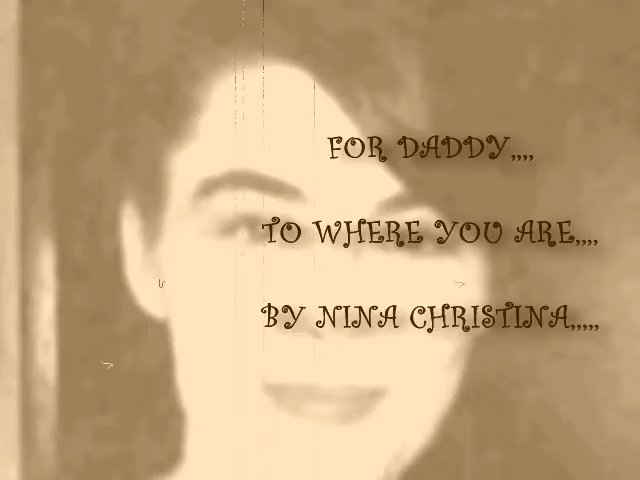 FOR DADDY,,,,
TO WHERE YOU ARE,,,,
BY NINA CHRISTINA,,,,,